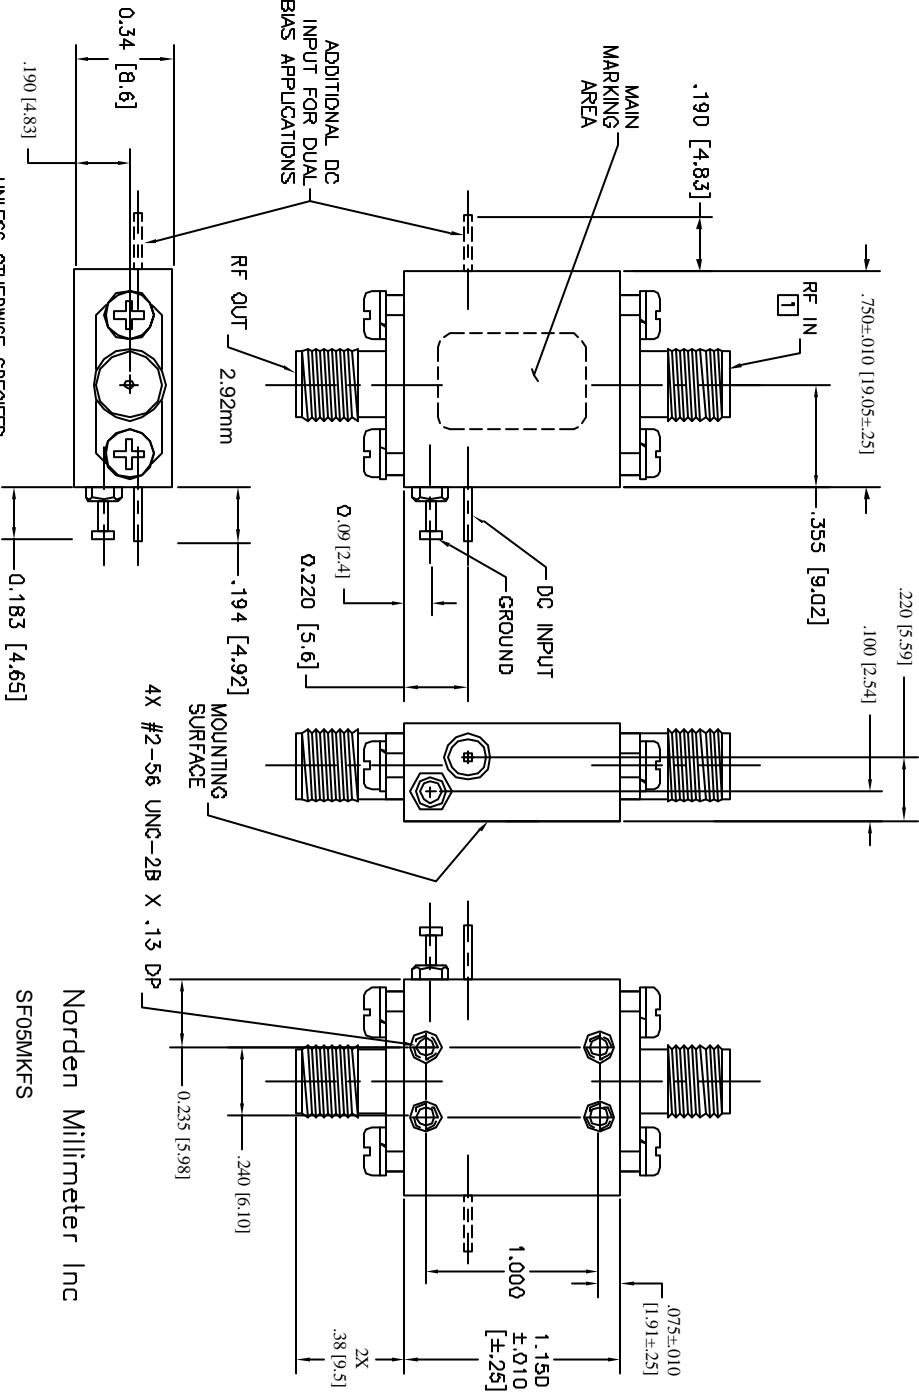 .190 [4.83]
.750±.010 [19.05±.25]
.355 [9.02]
RF IN
1
MAIN
MARKING
AREA
ADDITIONAL DC
INPUT FOR DUAL
BIAS APPLICATIONS
RF OUT
2.92mm
DC INPUT
GROUND
0.09 [2.4]
0.220 [5.6]
.220 [5.59]
.100 [2.54]
MOUNTING
SURFACE
0.34 [8.6]
.190 [4.83]
.194 [4.92]
0.183 [4.65]
4X #2-56 UNC-2B X .13 DP
0.235 [5.98]
.240 [6.10]
.075±.010
[1.91±.25]
1.000
1.150
±.010
[±.25]
2X
.38 [9.5]
UNLESS OTHERWISE SPECIFED
Norden Millimeter Inc
SF05MKFS